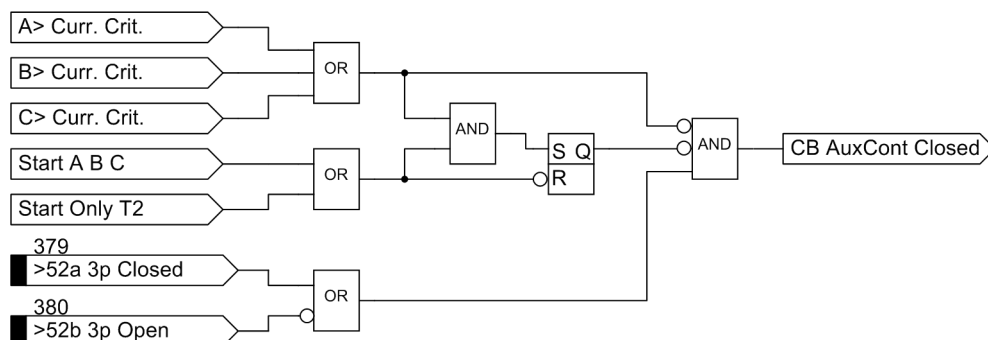 A> Curr. Crit.
B> Curr. Crit.
C> Curr. Crit.
OR
AND
S Q
R
AND
CB AuxCont Closed
Start A B C
Start Only T2
OR
379
>52a 3p Closed
380
>52b 3p Open
OR